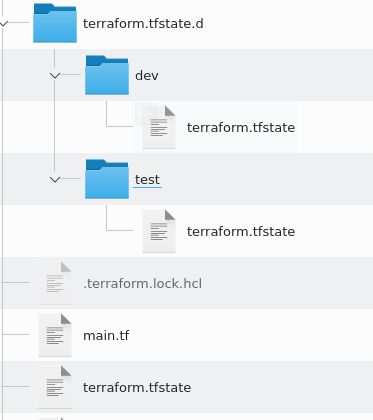 terraform.tfstate.d
dev
terraform.tfstate
test
terraform.tfstate
.terraform.lock.hcl
main.tf
terraform.tfstate